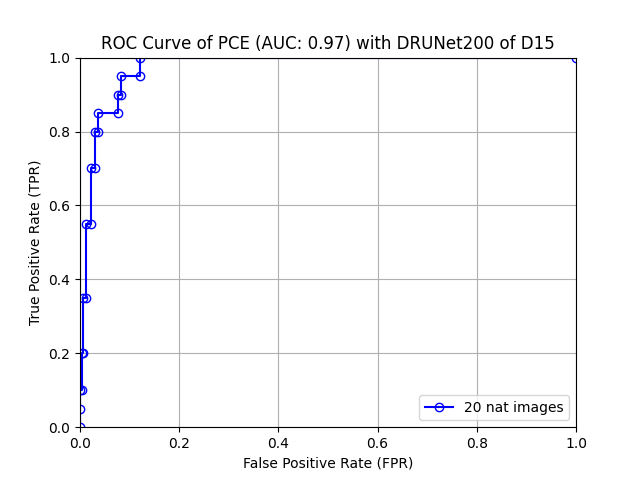 ROC Curve of PCE (AUC: 0.97) with DRUNet200 of D15
True Positive Rate (TPR)
1.0
0.8
0.6
0.4
0.2
0.0
20 nat images
0.0 0.2 0.4 0.6 0.8 1.0
False Positive Rate (FPR)